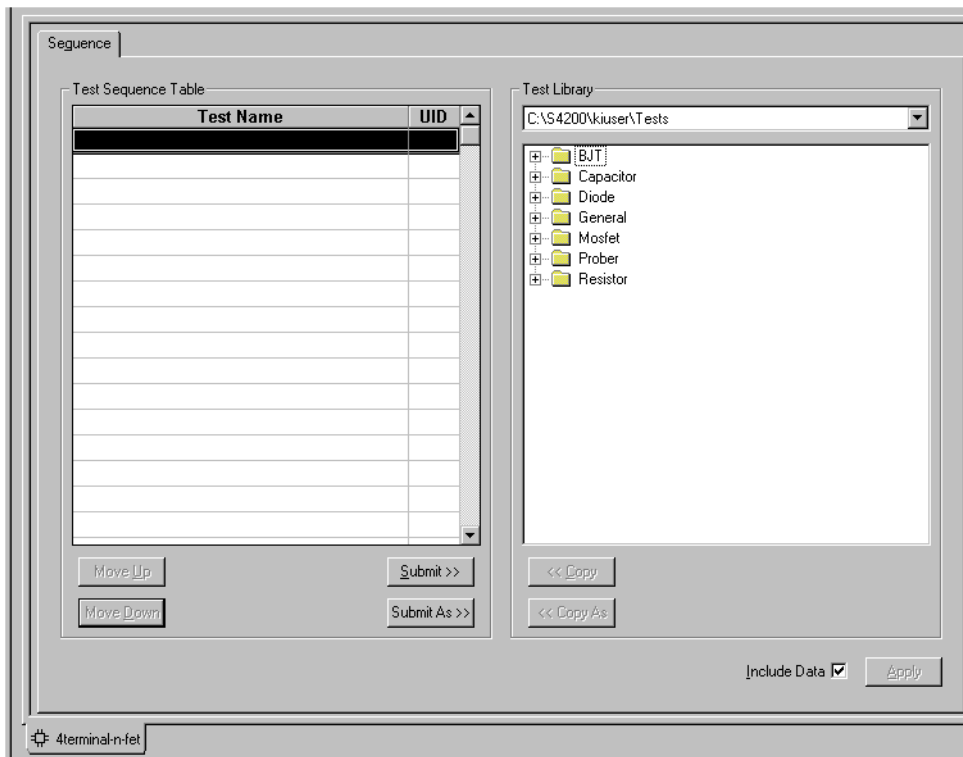 Seguence
Test Sequence Table
Test Name UID
Move Up
Submit >>
Move Down
Submit As >>
Test Library
C:\S4200\kiuser\Tests
BJT
Capacitor
Diode
General
Mosfet
Prober
Resistor
<< Copy
<< Copy As
Include Data
Apply
4terminal-n-fet